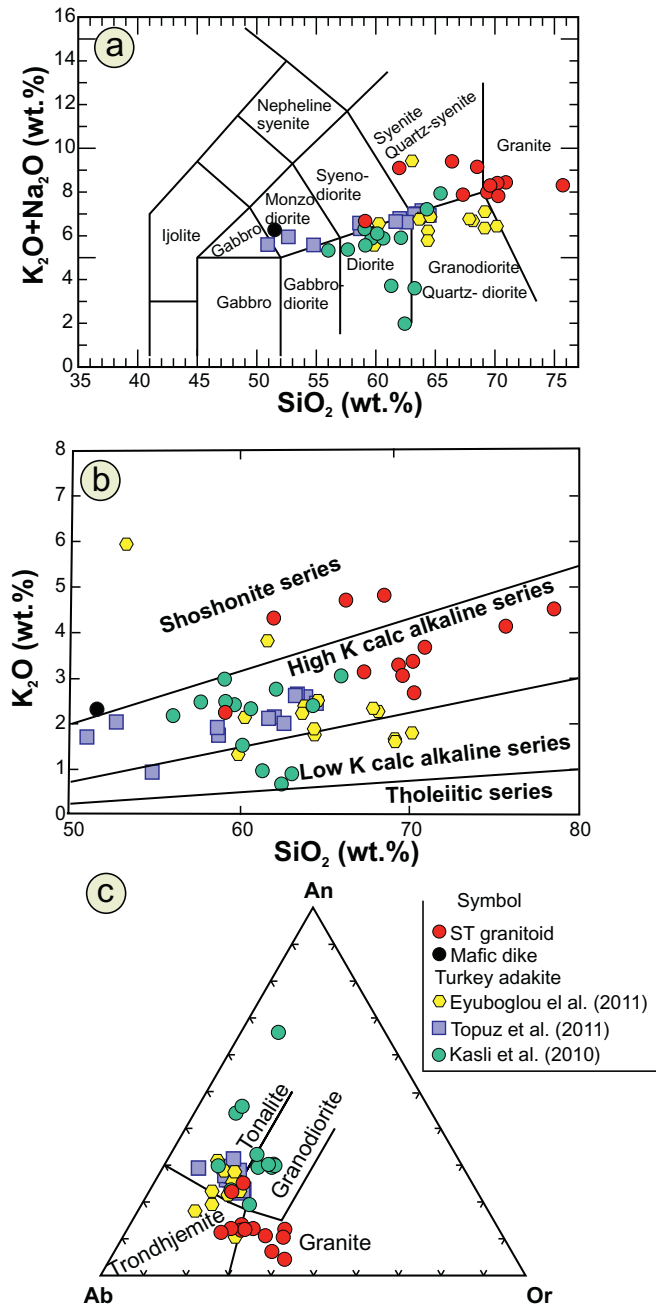 a
K₂O+Na₂O (wt.%)
16
14
12
10
8
6
4
2
0
Nepheline
syenite
Syenite
Quartz-syenite
Granite
Syeno-
diorite
Monzo
diorite
Ijolite
Gabbro
Gabbro
Gabbro-
diorite
Diorite
Granodiorite
Quartz- diorite
35 41 45 50 55 60 65 70 75
SiO₂ (wt.%)
b
K₂O (wt.%)
8
7
6
5
4
3
2
1
0
Shoshonite series
High K calc alkaline series
Low K calc alkaline series
Tholeiitic series
50 60 70 80
SiO₂ (wt.%)
c
An
Symbol
ST granitoid
Mafic dike
Turkey adakite
Eyuboglou el al. (2011)
Topuz et al. (2011)
Kasli et al. (2010)
Tonalite
Granodiorite
Trondhjemite
Granite
Ab Or